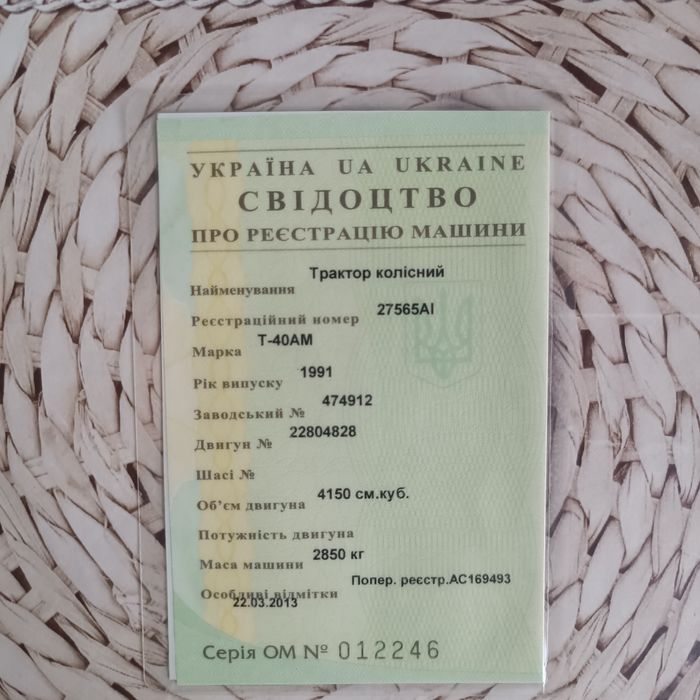 УКРАЇНА UA UKRAINE
СВІДОЦТВО
ПРО РЕЄСТРАЦІЮ МАШИНИ
Трактор колісний
Найменування
27565АІ
Реєстраційний номер
Т-40АМ
Марка
1991
Рік випуску
474912
Заводський №
22804828
Двигун №
Шасі №
4150 см.куб.
Об'єм двигуна
Потужність двигуна
2850 кг
Маса машини
Попер. реєстр.АС169493
Особливі відмітки
22.03.2013
Серія ОМ № 012246